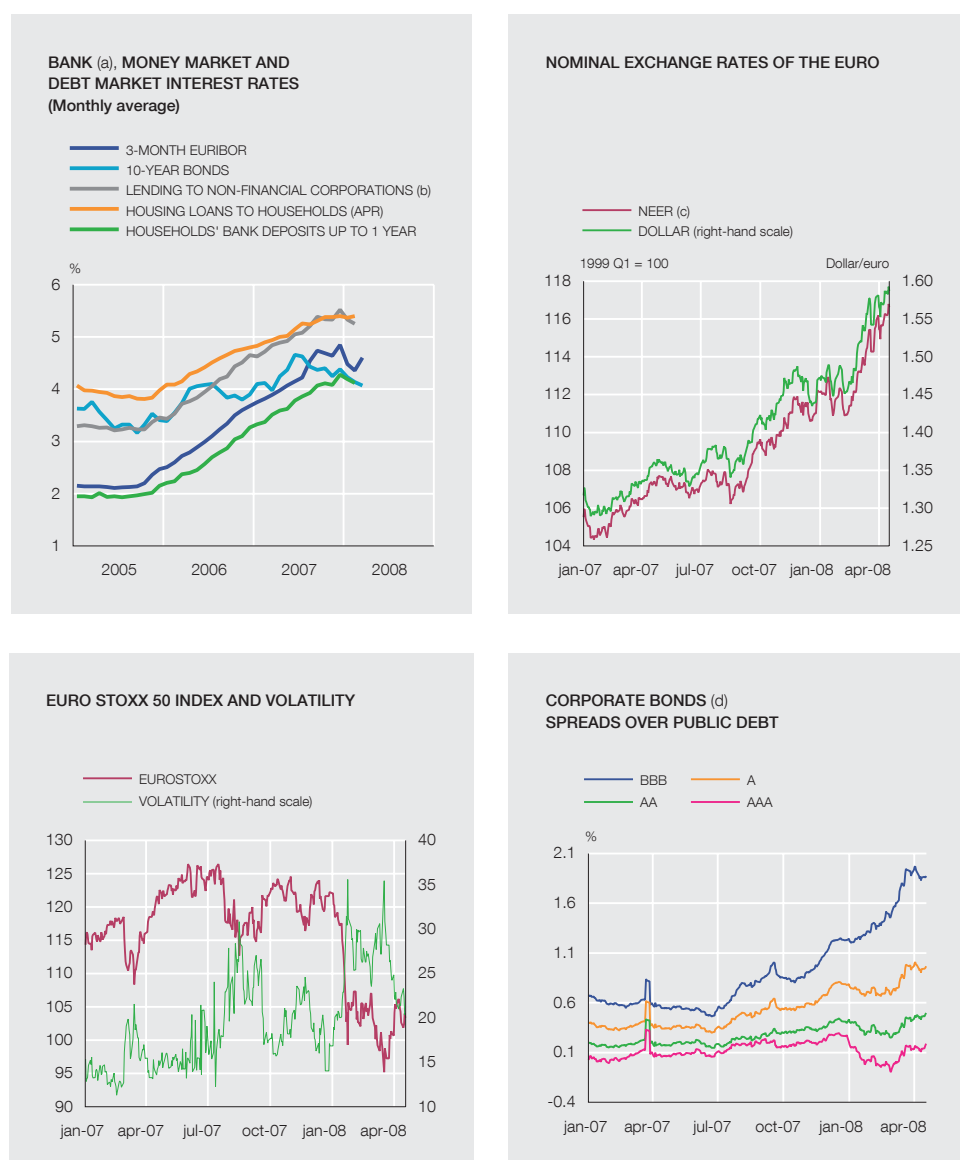 BANK (a), MONEY MARKET AND
DEBT MARKET INTEREST RATES
(Monthly average)
3-MONTH EURIBOR
10-YEAR BONDS
LENDING TO NON-FINANCIAL CORPORATIONS (b)
HOUSING LOANS TO HOUSEHOLDS (APR)
HOUSEHOLDS' BANK DEPOSITS UP TO 1 YEAR
%
6
5
4
3
2
1
2005 2006 2007 2008
NOMINAL EXCHANGE RATES OF THE EURO
NEER (c)
DOLLAR (right-hand scale)
1999 Q1 = 100 Dollar/euro
118 1.60
116 1.55
114 1.50
112 1.45
110 1.40
108 1.35
106 1.30
104 1.25
jan-07 apr-07 jul-07 oct-07 jan-08 apr-08
EURO STOXX 50 INDEX AND VOLATILITY
EUROSTOXX
VOLATILITY (right-hand scale)
130 40
125 35
120 30
115 25
110 20
105 15
100 10
95
90
jan-07 apr-07 jul-07 oct-07 jan-08 apr-08
CORPORATE BONDS (d)
SPREADS OVER PUBLIC DEBT
BBB A
AA AAA
%
2.1
1.6
1.1
0.6
0.1
-0.4
jan-07 apr-07 jul-07 oct-07 jan-08 apr-08